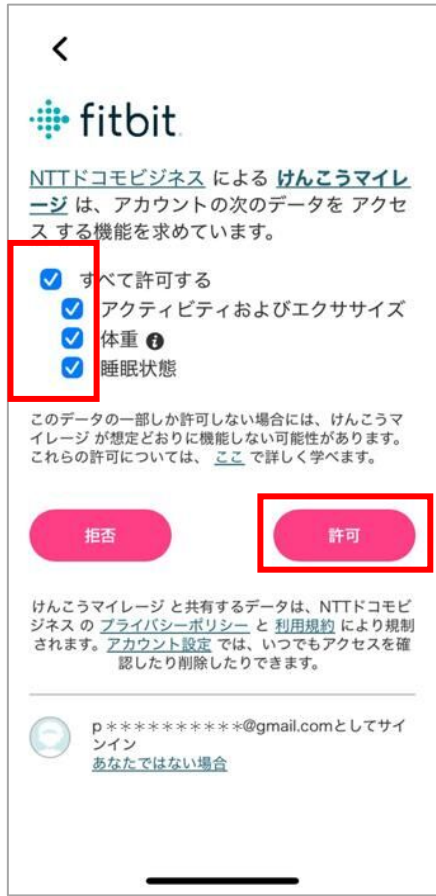 fitbit
NTTドコモビジネス による けんこうマイレ
ージ は、アカウントの次のデータを アクセ
ス する機能を求めています。
すべて許可する
アクティビティおよびエクササイズ
体重
睡眠状態
このデータの一部しか許可しない場合には、けんこうマ
イレージ が想定どおりに機能しない可能性があります。
これらの許可については、 ここ で詳しく学べます。
拒否
許可
けんこうマイレージ と共有するデータは、NTTドコモビ
ジネス の プライバシーポリシー と 利用規約 により規制
されます。アカウント設定 では、いつでもアクセスを確
認したり削除したりできます。
p**********@gmail.comとしてサイ
ンイン
あなたではない場合